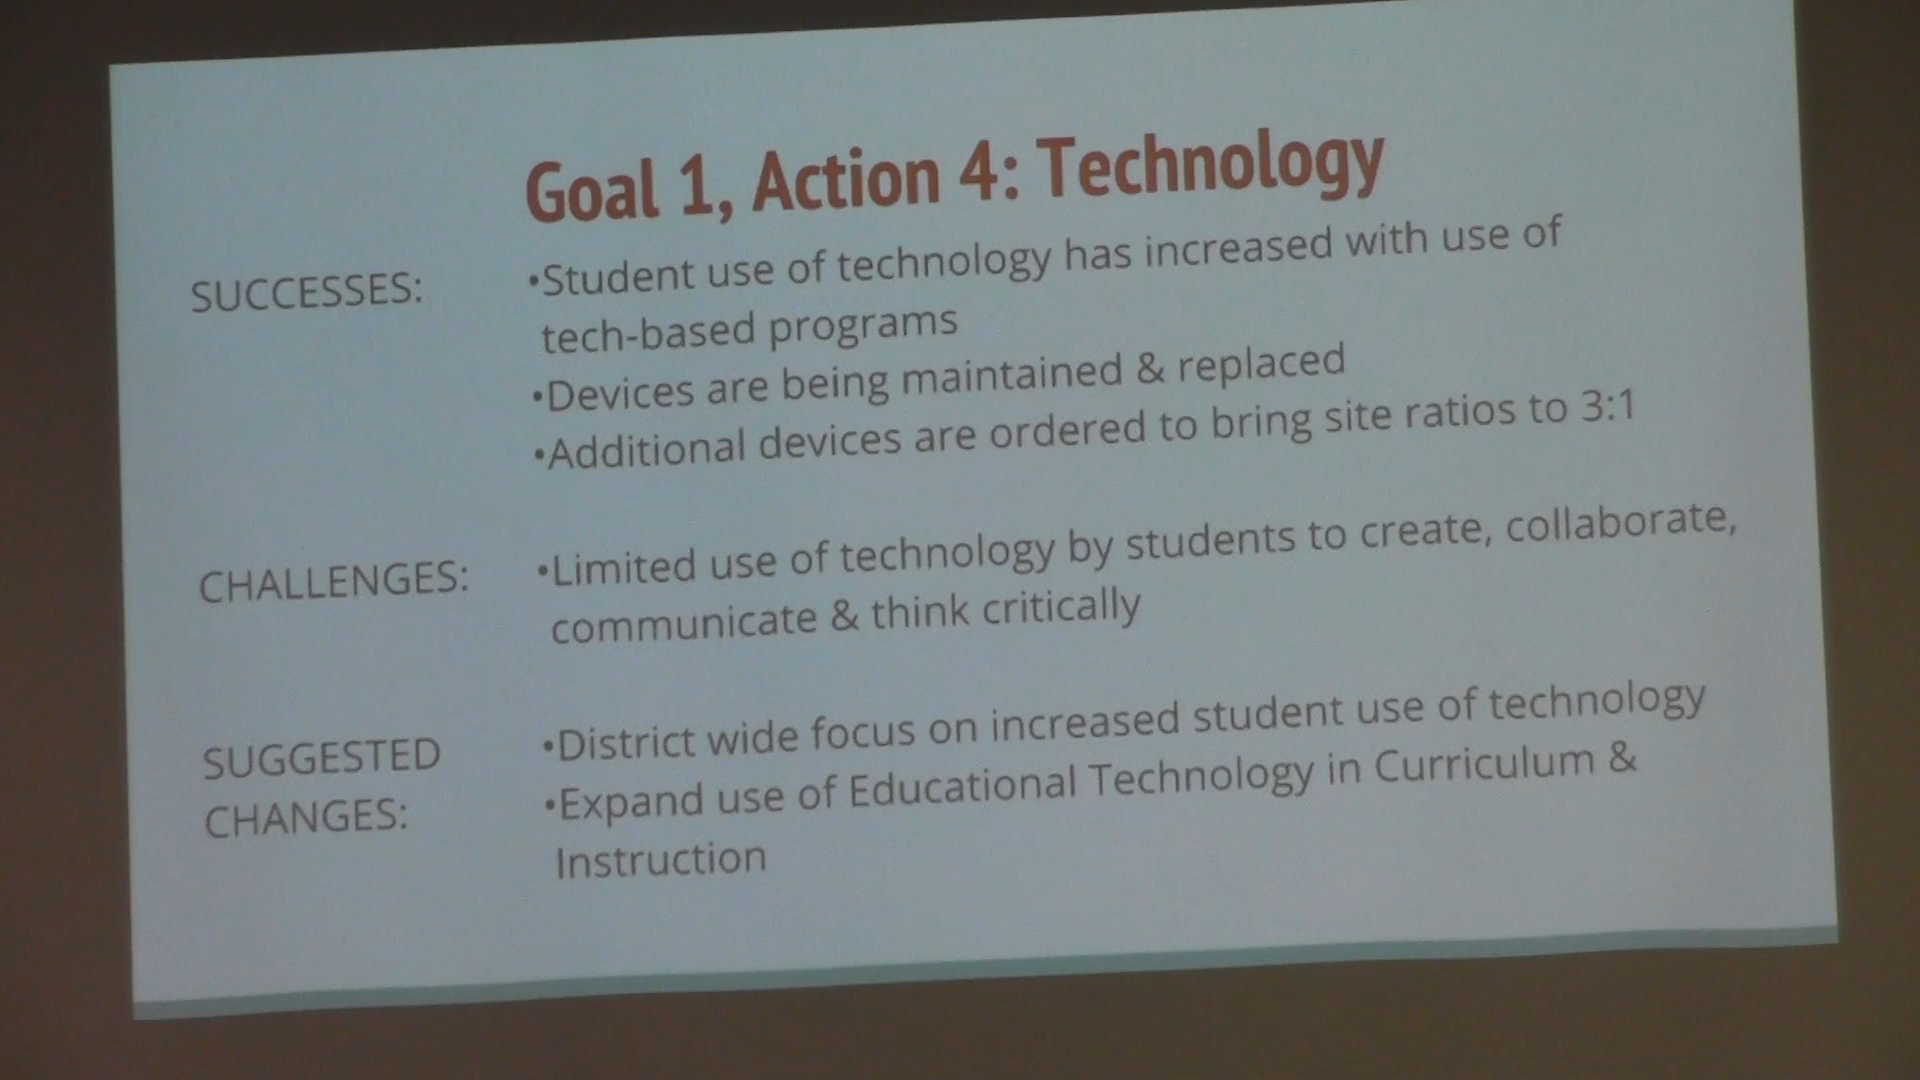 Goal 1, Action 4: Technology
SUCCESSES:
•Student use of technology has increased with use of
tech-based programs
•Devices are being maintained & replaced
•Additional devices are ordered to bring site ratios to 3:1
CHALLENGES:
•Limited use of technology by students to create, collaborate,
communicate & think critically
SUGGESTED
CHANGES:
•District wide focus on increased student use of technology
•Expand use of Educational Technology in Curriculum &
Instruction